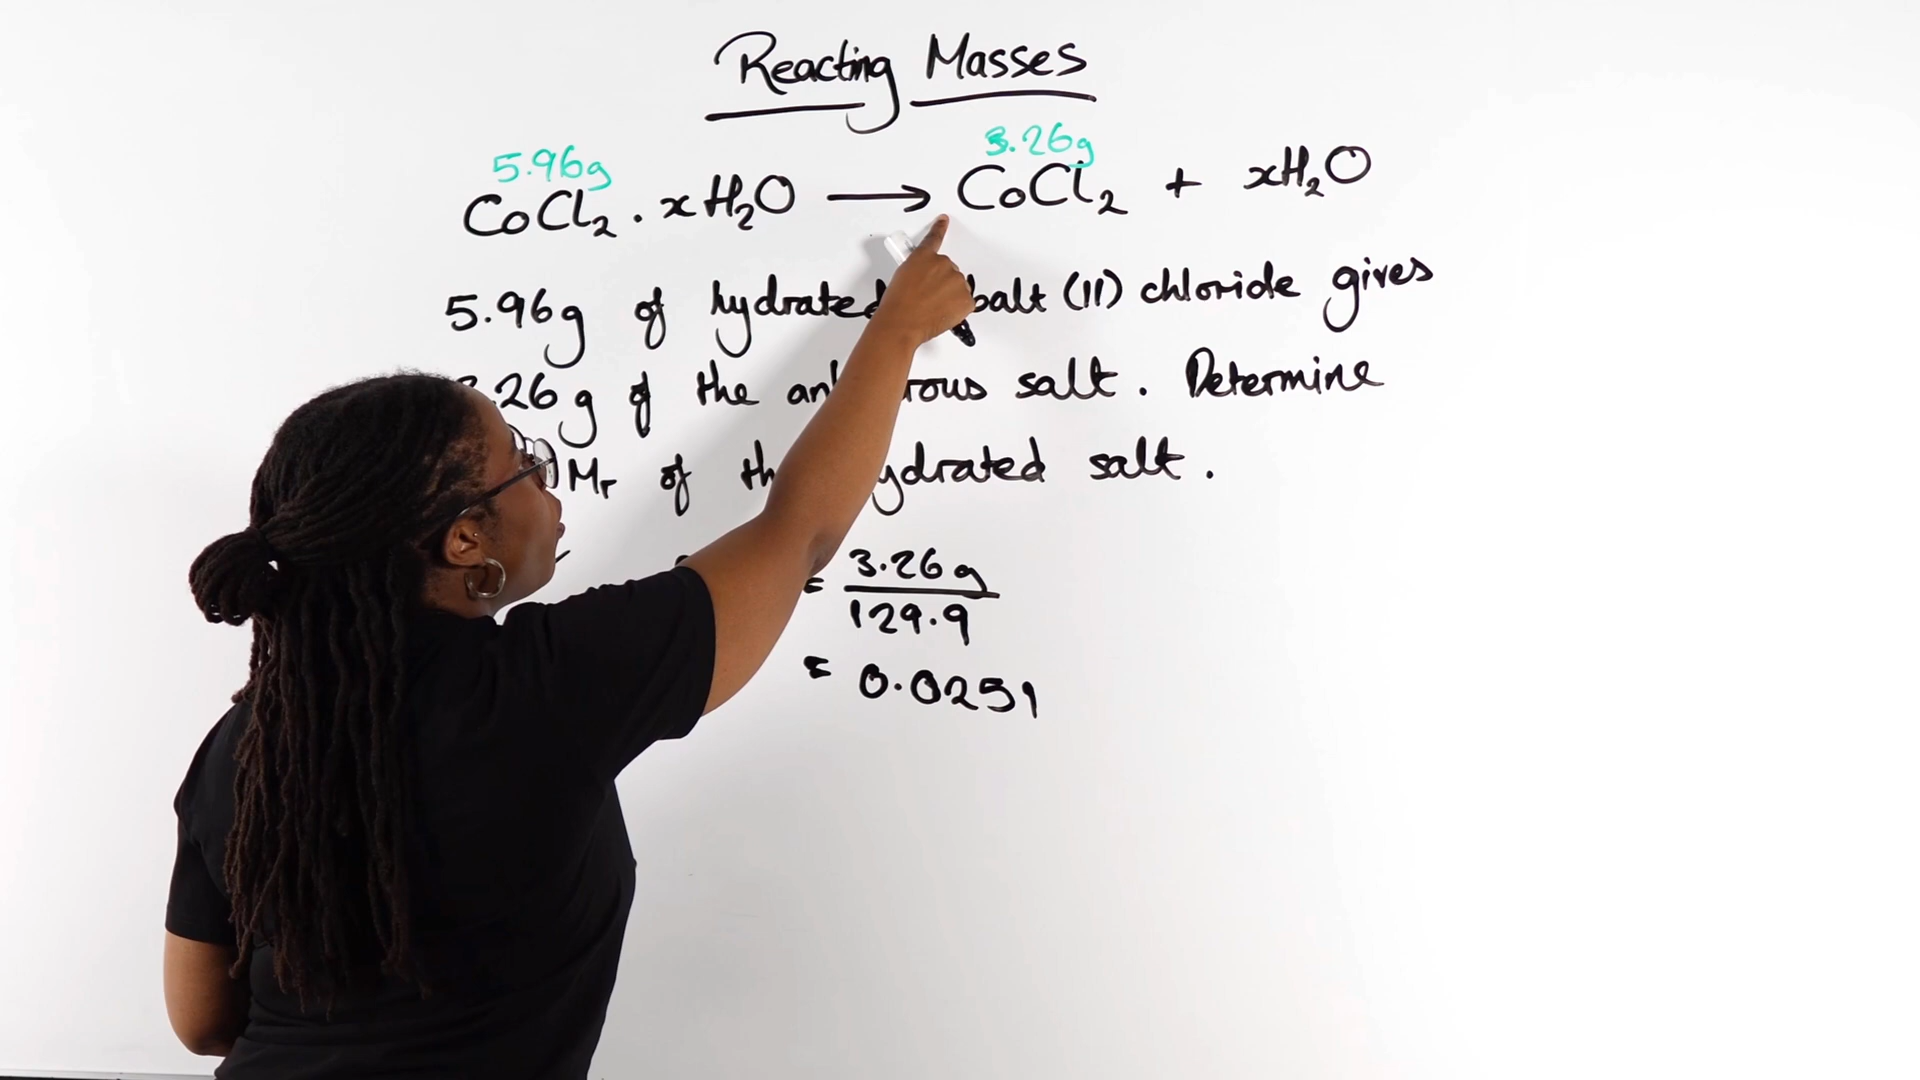 Reacting Masses
5.96g 3.26g
CoCl₂ . xH₂O → CoCl₂ + xH₂O
5.96g of hydrated balt (II) chloride gives
.26g of the an rous salt. Determine
Mr of th ydrated salt.
= 3.26g
129.9
= 0.0251